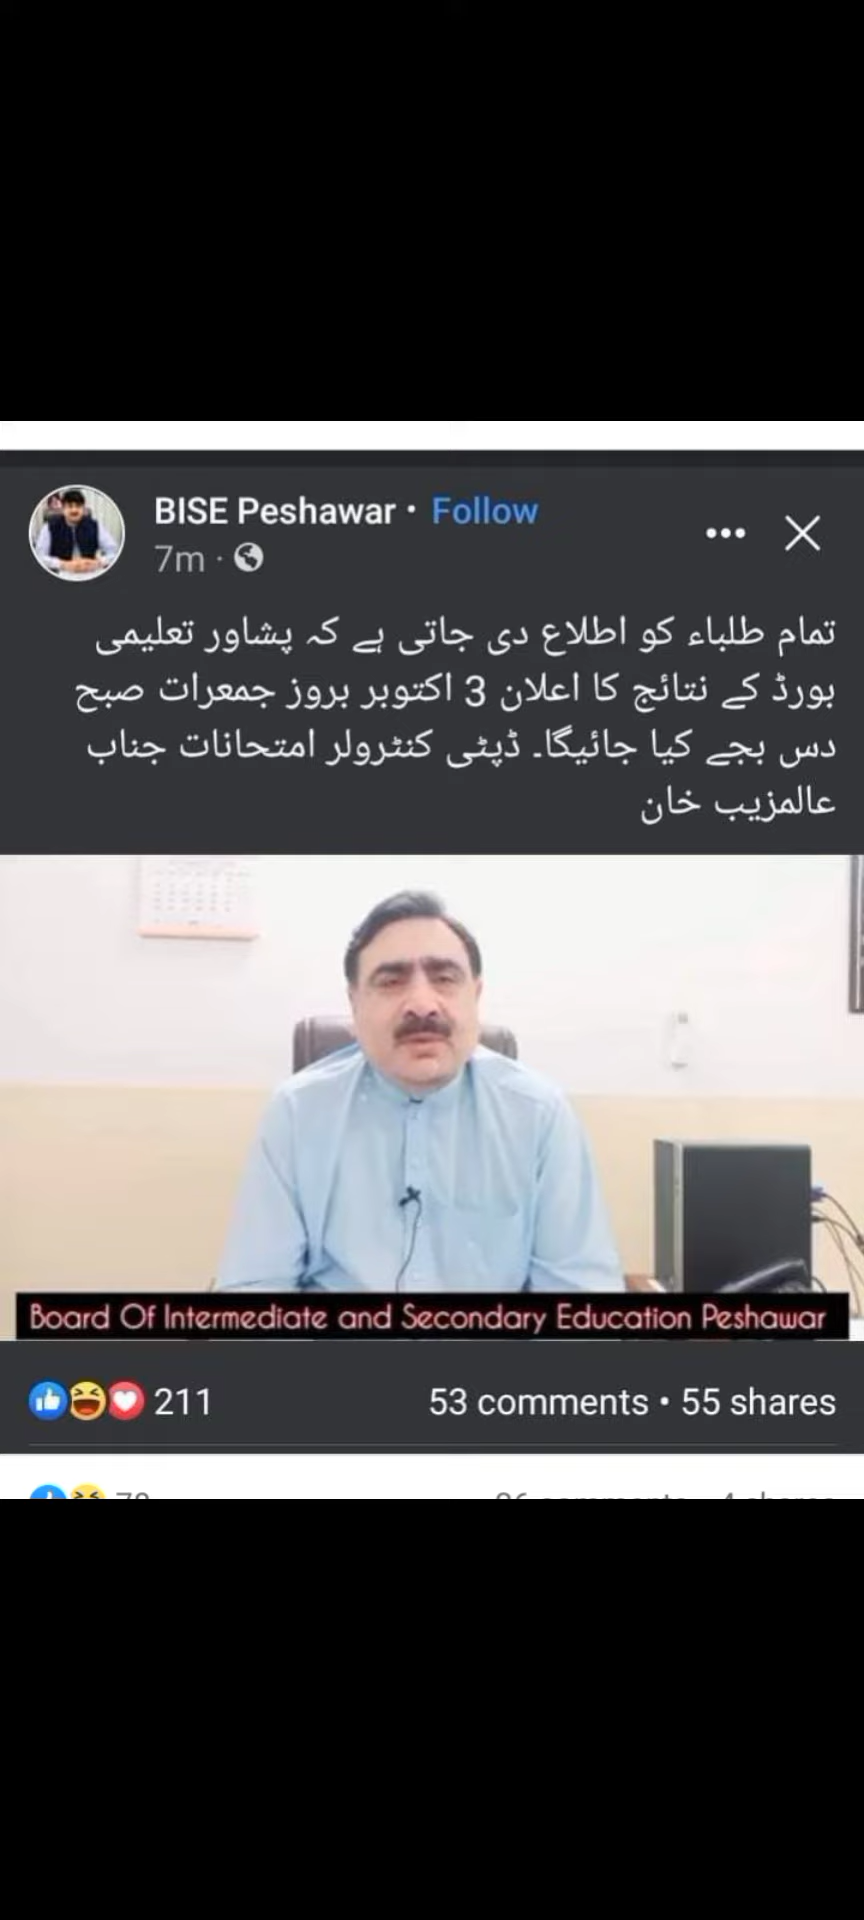 BISE Peshawar • Follow
7m
تمام طلباء کو اطلاع دی جاتی ہے کہ پشاور تعلیمی
بورڈ کے نتائج کا اعلان 3 اکتوبر بروز جمعرات صبح
دس بجے کیا جائیگا۔ ڈپٹی کنٹرولر امتحانات جناب
عالمزیب خان
Board Of Intermediate and Secondary Education Peshawar
211 53 comments • 55 shares